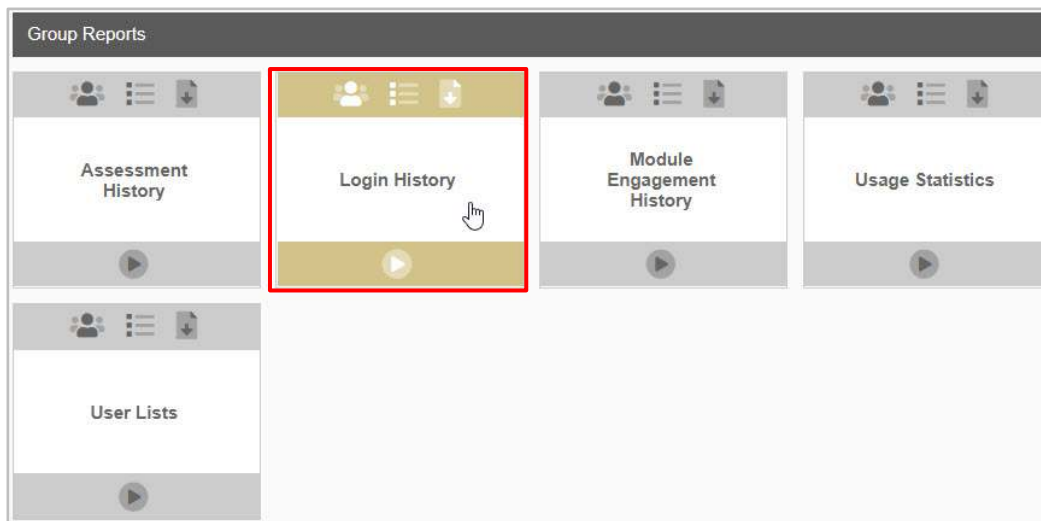 Group Reports
Assessment
History
Login History
Module
Engagement
History
Usage Statistics
User Lists